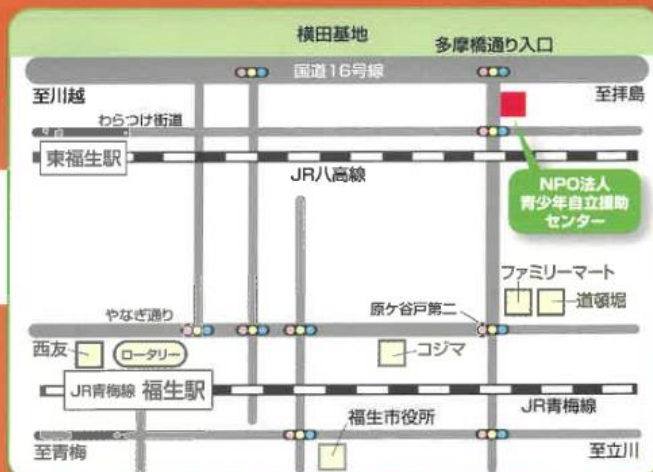 横田基地
多摩橋通り入口
国道16号線
至川越
至拝島
わらつけ街道
東福生駅
JR八高線
NPO法人
青少年自立援助
センター
ファミリーマート
道頓堀
やなぎ通り
原ケ谷戸第二
西友
ロータリー
コジマ
JR青梅線 福生駅
JR青梅線
福生市役所
至青梅
至立川